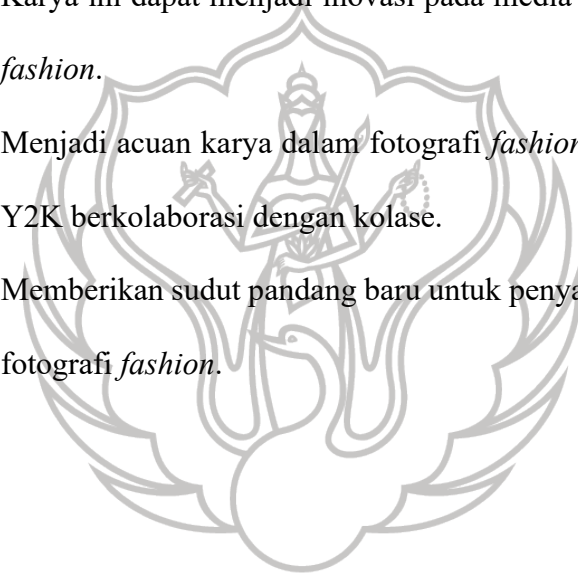 Karya ini dapat menjadi inovasi pada media
fashion.
Menjadi acuan karya dalam fotografi fashion
Y2K berkolaborasi dengan kolase.
Memberikan sudut pandang baru untuk
fotografi fashion.